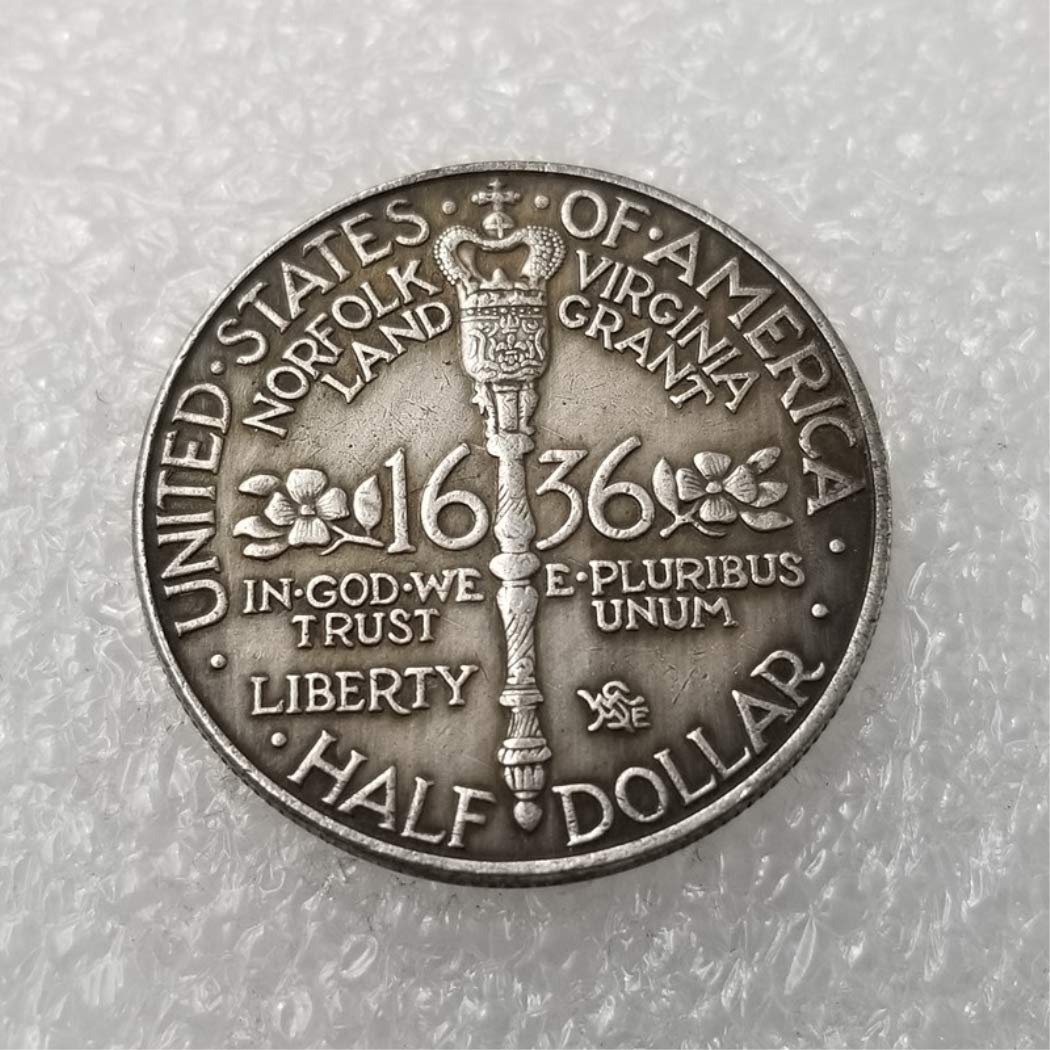 UNITED·STATES·OF·AMERICA
NORFOLK VIRGINIA
LAND GRANT
1636
IN·GOD·WE
TRUST
E·PLURIBUS
UNUM
LIBERTY
HALF DOLLAR